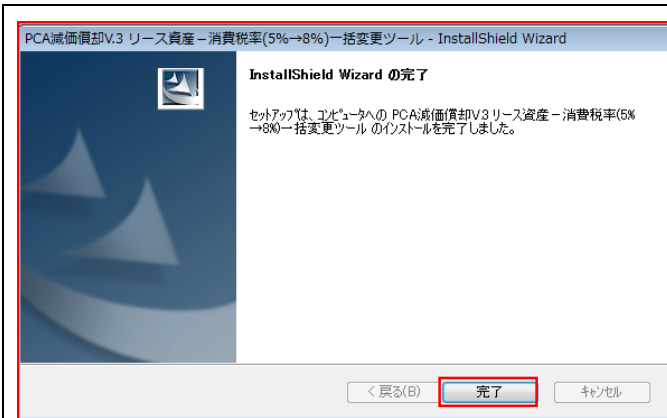 PCA減価償却V.3 リース資産－消費税率(5%→8%)一括変更ツール - InstallShield Wizard
InstallShield Wizard の完了
セットアップは、コンピュータへの PCA減価償却V.3 リース資産－消費税率(5%
→8%)一括変更ツール のインストールを完了しました。
< 戻る(B)
完了
キャンセル